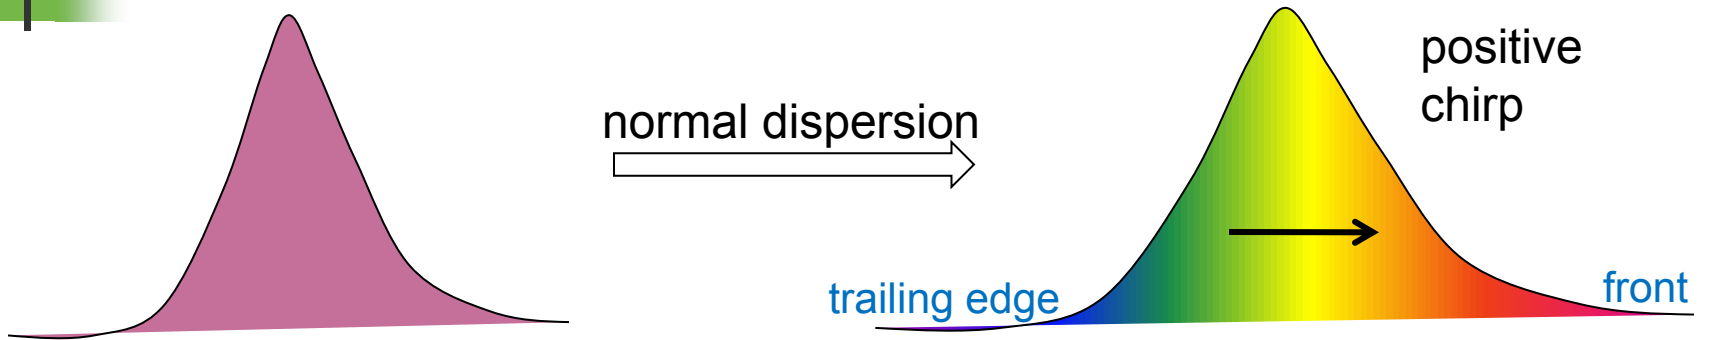 normal dispersion
positive
chirp
trailing edge
front